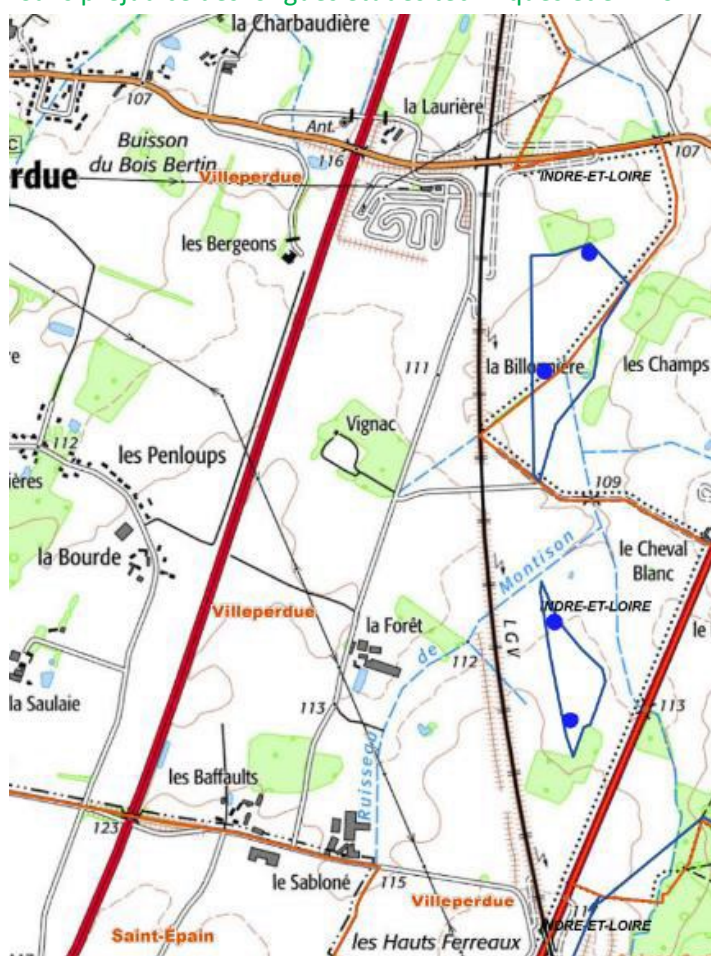 la Charbaudière
107
la Laurière
Ant.
Buisson
du Bois Bertin
116
107
C
rdue
Villeperdue
INDRE-ET-LOIRE
les Bergeons
111
la Billonnière
les Champs
Vignac
112
les Penloups
ières
109
la Bourde
le Cheval
Blanc
Villeperdue
INDRE-ET-LOIRE
la Forêt
LGV
Ruisseau de Montison
112
le
la Saulaie
113
113
les Baffaults
123
le Sabloné
115
Villeperdue
INDRE-ET-LOIRE
Saint-Epain
les Hauts Ferreaux